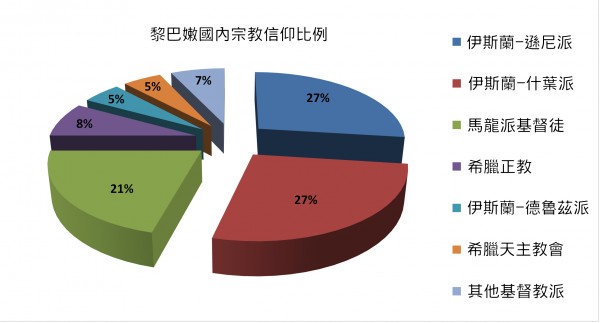 黎巴嫩國內宗教信仰比例
27%
27%
21%
8%
5%
5%
7%
伊斯蘭-遜尼派
伊斯蘭-什葉派
馬龍派基督徒
希臘正教
伊斯蘭-德魯茲派
希臘天主教會
其他基督教派